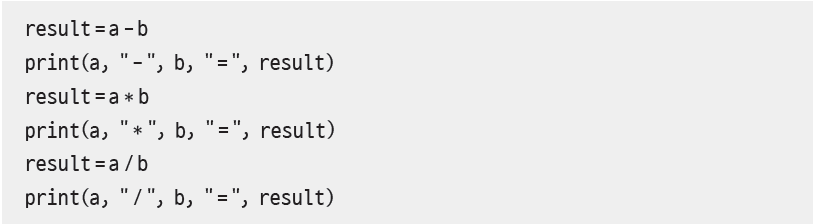 result=a-b
print(a, "-", b, "=", result)
result=a*b
print(a, "*", b, "=", result)
result=a/b
print(a, "/", b, "=", result)